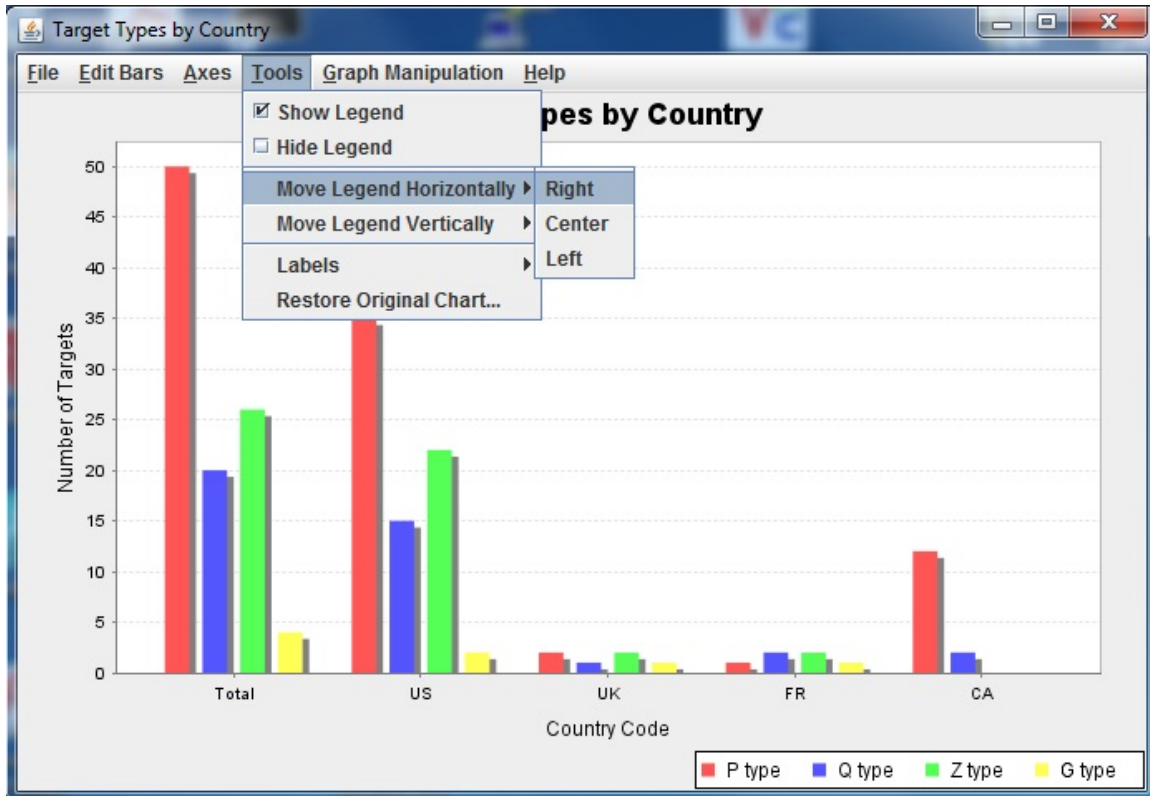 Target Types by Country
File Edit Bars Axes Tools Graph Manipulation Help
Show Legend
Hide Legend
Move Legend Horizontally
Move Legend Vertically
Labels
Restore Original Chart...
Right
Center
Left
pes by Country
50
45
40
35
30
25
20
15
10
5
0
Number of Targets
Total US UK FR CA
Country Code
P type Q type Z type G type